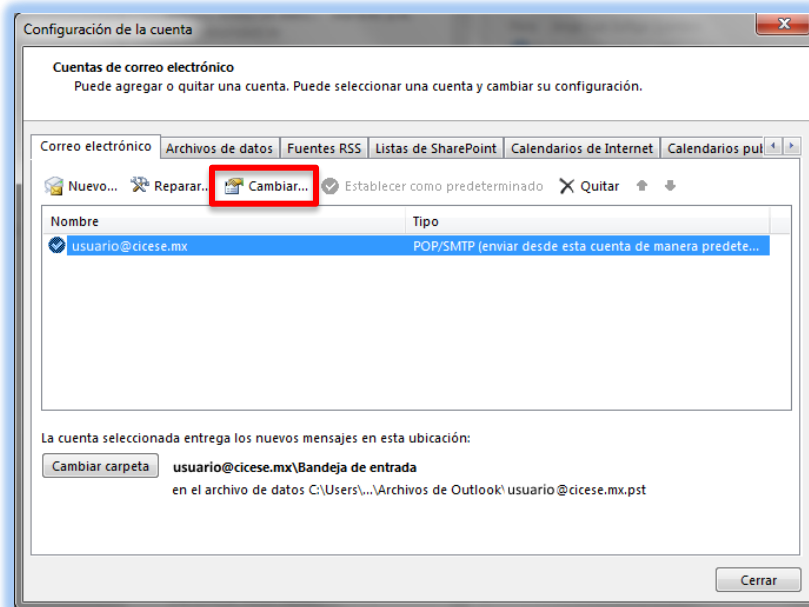 Configuración de la cuenta
Cuentas de correo electrónico
Puede agregar o quitar una cuenta. Puede seleccionar una cuenta y cambiar su configuración.
Correo electrónico Archivos de datos Fuentes RSS Listas de SharePoint Calendarios de Internet Calendarios pul
Nuevo... Reparar... Cambiar... Establecer como predeterminado Quitar
Nombre Tipo
usuario@cicese.mx POP/SMTP (enviar desde esta cuenta de manera predete...
La cuenta seleccionada entrega los nuevos mensajes en esta ubicación:
Cambiar carpeta usuario@cicese.mx\Bandeja de entrada
en el archivo de datos C:\Users\...\Archivos de Outlook\usuario@cicese.mx.pst
Cerrar